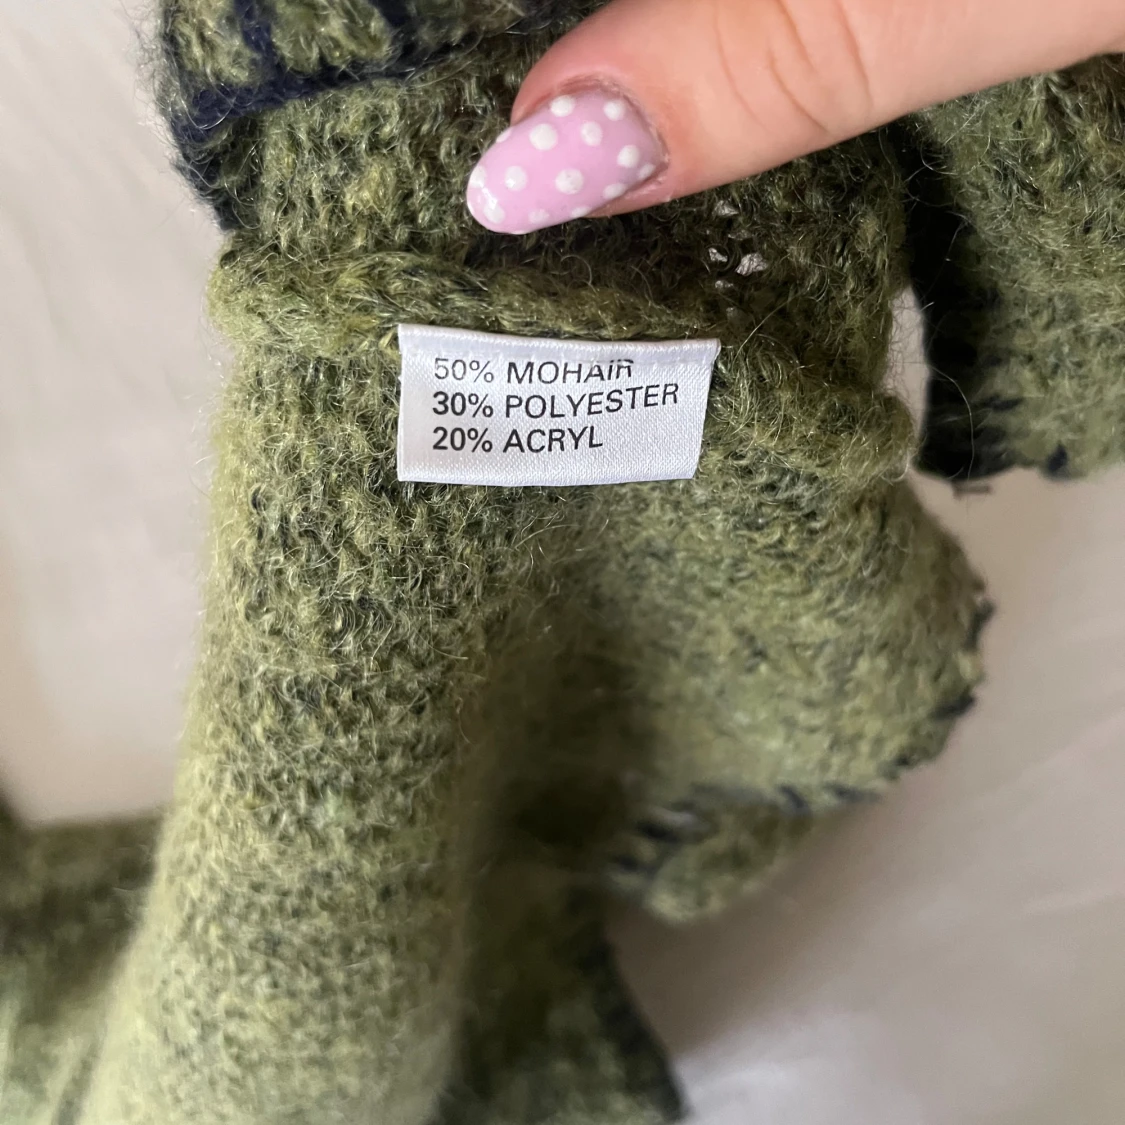 50% MOHAiR
30% POLYESTER
20% ACRYL